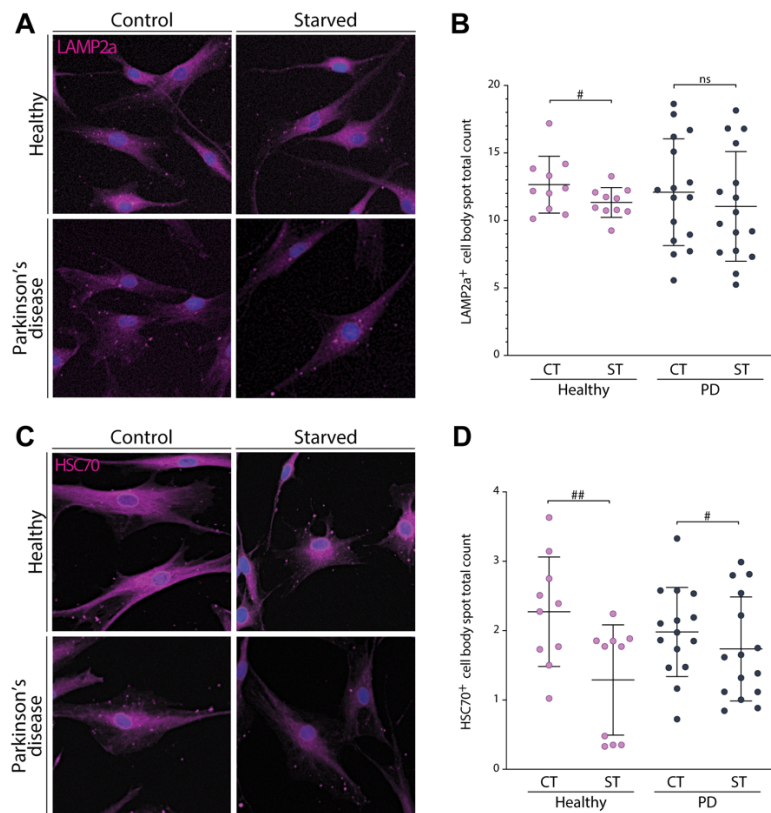 A
Control
Starved
LAMP2a
Healthy
Parkinson's
disease
B
LAMP2a+ cell body spot total count
20
15
10
5
0
#
ns
CT
ST
CT
ST
Healthy
PD
C
Control
Starved
HSC70
Healthy
Parkinson's
disease
D
HSC70+ cell body spot total count
4
3
2
1
0
##
#
CT
ST
CT
ST
Healthy
PD